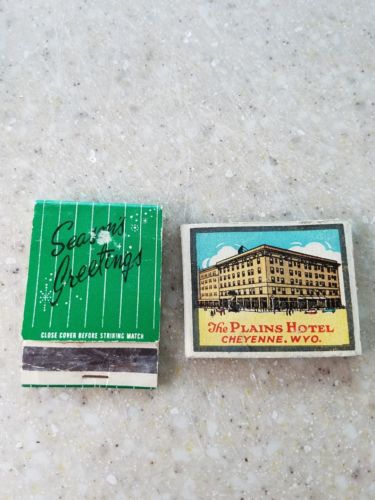 Season's
Greetings
CLOSE COVER BEFORE STRIKING MATCH
The PLAINS HOTEL
CHEYENNE, WYO.